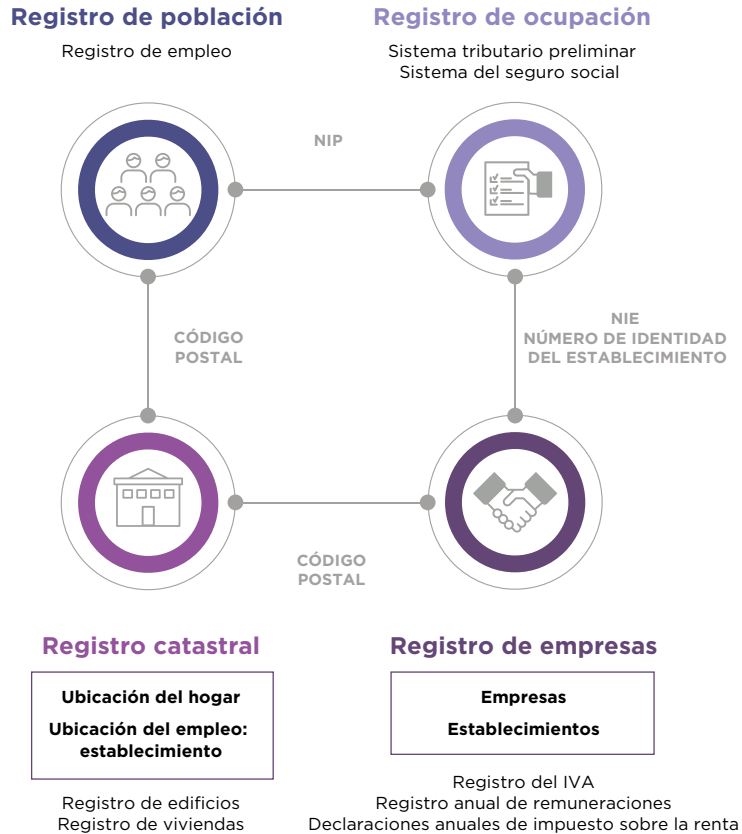 Registro de población
Registro de empleo
Registro de ocupación
Sistema tributario preliminar
Sistema del seguro social
NIP
CÓDIGO
POSTAL
NIE
NÚMERO DE IDENTIDAD
DEL ESTABLECIMIENTO
CÓDIGO
POSTAL
Registro catastral
Ubicación del hogar
Ubicación del empleo:
establecimiento
Registro de edificios
Registro de viviendas
Registro de empresas
Empresas
Establecimientos
Registro del IVA
Registro anual de remuneraciones
Declaraciones anuales de impuesto sobre la renta